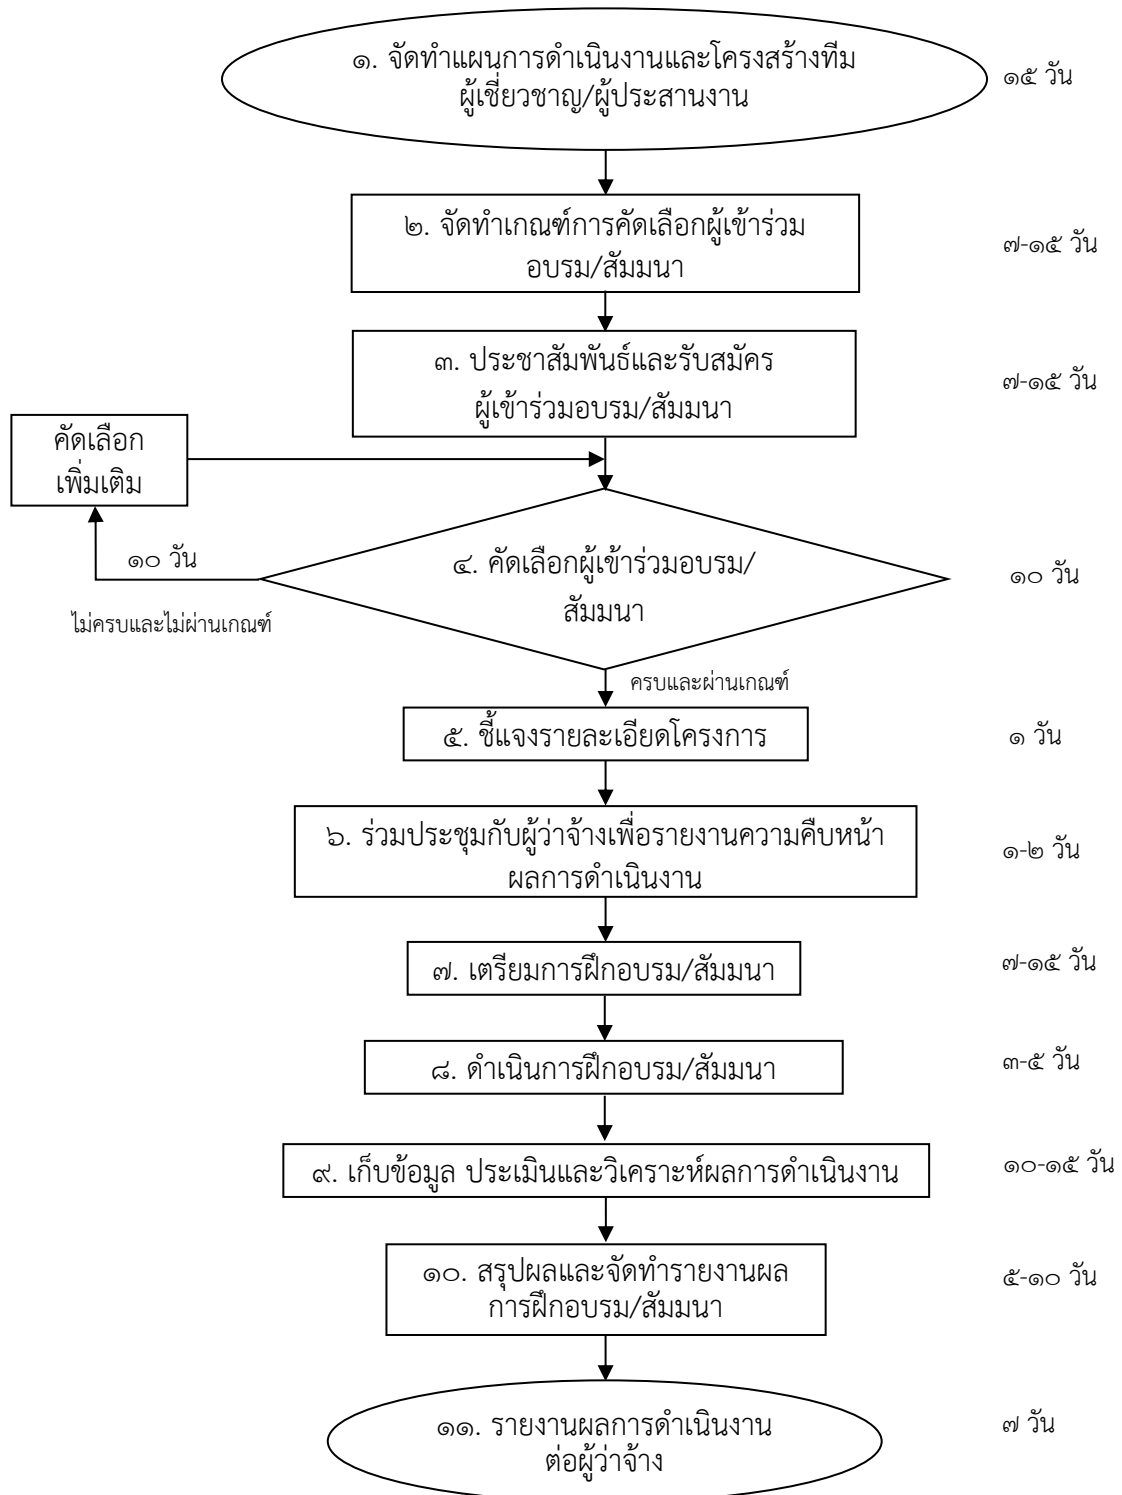 ๑. จัดทำแผนการดำเนินงานและโครงสร้างทีม
ผู้เชี่ยวชาญ/ผู้ประสานงาน
๑๕ วัน
๒. จัดทำเกณฑ์การคัดเลือกผู้เข้าร่วม
อบรม/สัมมนา
๗-๑๕ วัน
๓. ประชาสัมพันธ์และรับสมัคร
ผู้เข้าร่วมอบรม/สัมมนา
๗-๑๕ วัน
คัดเลือก
เพิ่มเติม
๑๐ วัน
ไม่ครบและไม่ผ่านเกณฑ์
๔. คัดเลือกผู้เข้าร่วมอบรม/
สัมมนา
๑๐ วัน
ครบและผ่านเกณฑ์
๕. ชี้แจงรายละเอียดโครงการ
๑ วัน
๖. ร่วมประชุมกับผู้ว่าจ้างเพื่อรายงานความคืบหน้า
ผลการดำเนินงาน
๑-๒ วัน
๗. เตรียมการฝึกอบรม/สัมมนา
๗-๑๕ วัน
๘. ดำเนินการฝึกอบรม/สัมมนา
๓-๕ วัน
๙. เก็บข้อมูล ประเมินและวิเคราะห์ผลการดำเนินงาน
๑๐-๑๕ วัน
๑๐. สรุปผลและจัดทำรายงานผล
การฝึกอบรม/สัมมนา
๕-๑๐ วัน
๑๑. รายงานผลการดำเนินงาน
ต่อผู้ว่าจ้าง
๗ วัน